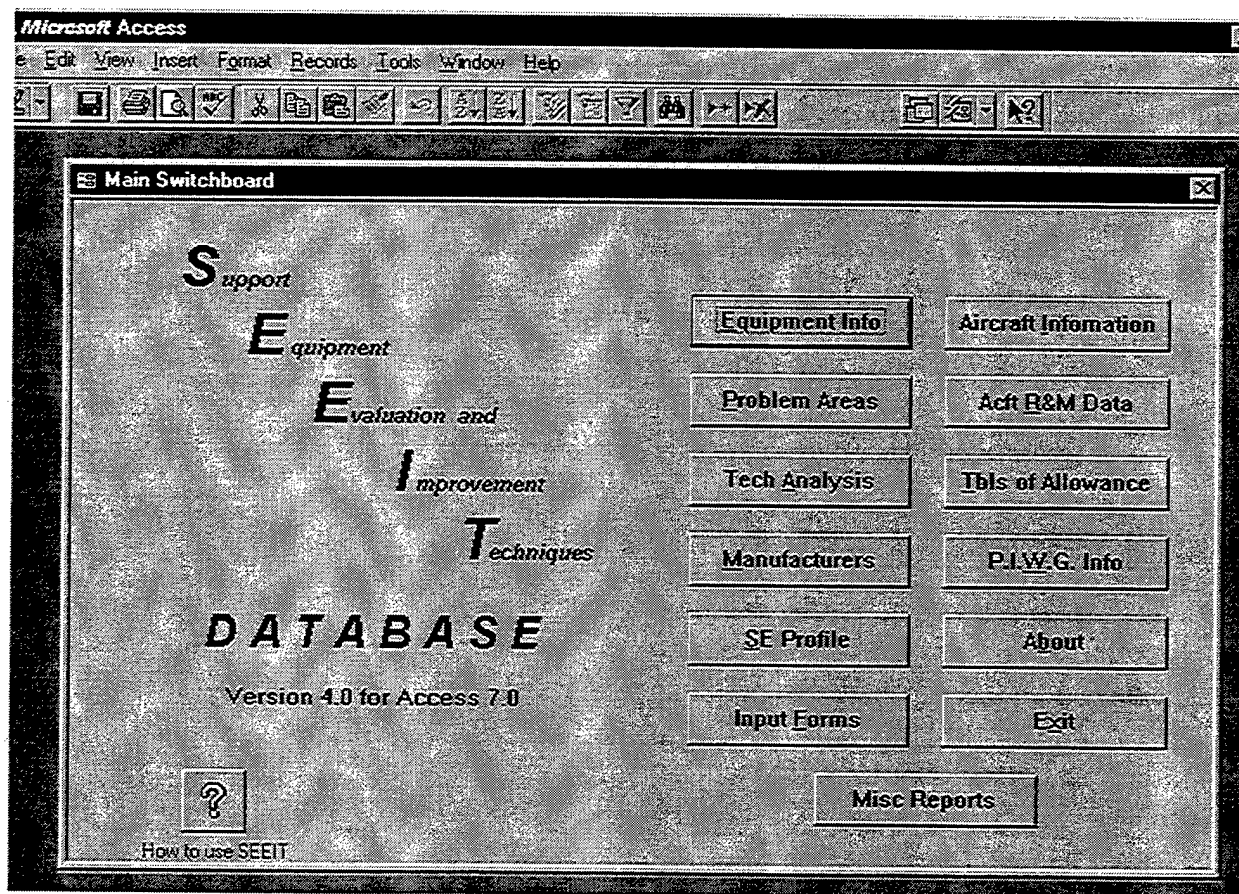 Microsoft Access
e Edit View Insert Format Records Tools Window Help
ABC
Main Switchboard
Support
Equipment
Evaluation and
Improvement
Techniques
DATABASE
Version 4.0 for Access 7.0
?
How to use SEEIT
Equipment Info
Aircraft Infomation
Problem Areas
Acft R&M Data
Tech Analysis
Tbls of Allowance
Manufacturers
P.I.W.G. Info
SE Profile
About
Input Forms
Exit
Misc Reports